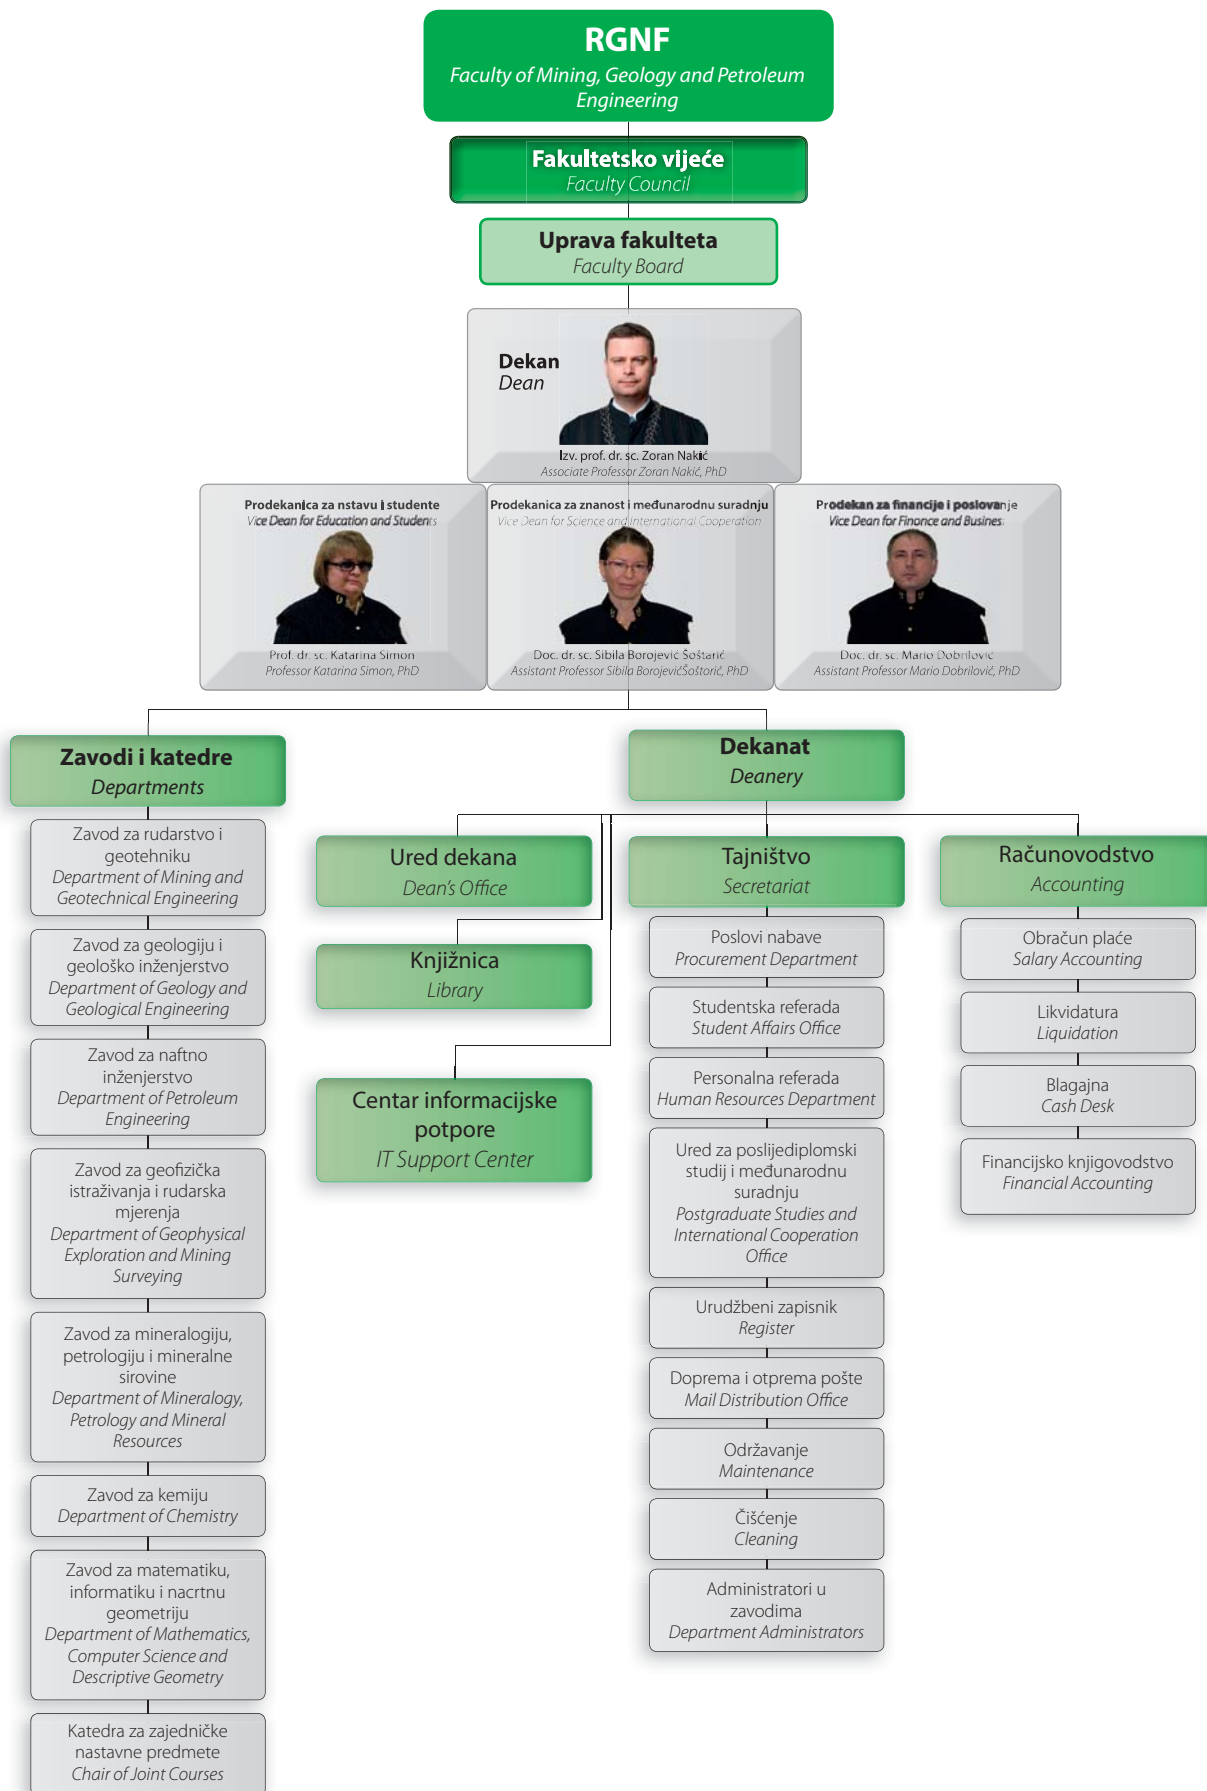 RGNF
Faculty of Mining, Geology and Petroleum
Engineering
Fakultetsko vijeće
Faculty Council
Uprava fakulteta
Faculty Board
Dekan
Dean
Izv. prof. dr. sc. Zoran Nakić
Associate Professor Zoran Nakić, PhD
Prodekanica za nstavu i studente
Vice Dean for Education and Students
Prof. dr. sc. Katarina Simon
Professor Katarina Simon, PhD
Prodekanica za znanost i međunarodnu suradnju
Vice Dean for Science and International Cooperation
Doc. dr. sc. Sibila Borojević Šoštarić
Assistant Professor Sibila BorojevićŠoštorić, PhD
Prodekan za financije i poslovanje
Vice Dean for Finance and Busines
Doc. dr. sc. Mario Dobrilović
Assistant Professor Mario Dobrilović, PhD
Zavodi i katedre
Departments
Zavod za rudarstvo i
geotehniku
Department of Mining and
Geotechnical Engineering
Zavod za geologiju i
geološko inženjerstvo
Department of Geology and
Geological Engineering
Zavod za naftno
inženjerstvo
Department of Petroleum
Engineering
Zavod za geofizička
istraživanja i rudarska
mjerenja
Department of Geophysical
Exploration and Mining
Surveying
Zavod za mineralogiju,
petrologiju i mineralne
sirovine
Department of Mineralogy,
Petrology and Mineral
Resources
Zavod za kemiju
Department of Chemistry
Zavod za matematiku,
informatiku i nacrtnu
geometriju
Department of Mathematics,
Computer Science and
Descriptive Geometry
Katedra za zajedničke
nastavne predmete
Chair of Joint Courses
Dekanat
Deanery
Ured dekana
Dean's Office
Knjižnica
Library
Centar informacijske
potpore
IT Support Center
Tajništvo
Secretariat
Poslovi nabave
Procurement Department
Studentska referada
Student Affairs Office
Personalna referada
Human Resources Department
Ured za poslijediplomski
studij i međunarodnu
suradnju
Postgraduate Studies and
International Cooperation
Office
Urudžbeni zapisnik
Register
Doprema i otprema pošte
Mail Distribution Office
Održavanje
Maintenance
Čišćenje
Cleaning
Administratori u
zavodima
Department Administrators
Računovodstvo
Accounting
Obračun plaće
Salary Accounting
Likvidatura
Liquidation
Blagajna
Cash Desk
Financijsko knjigovodstvo
Financial Accounting